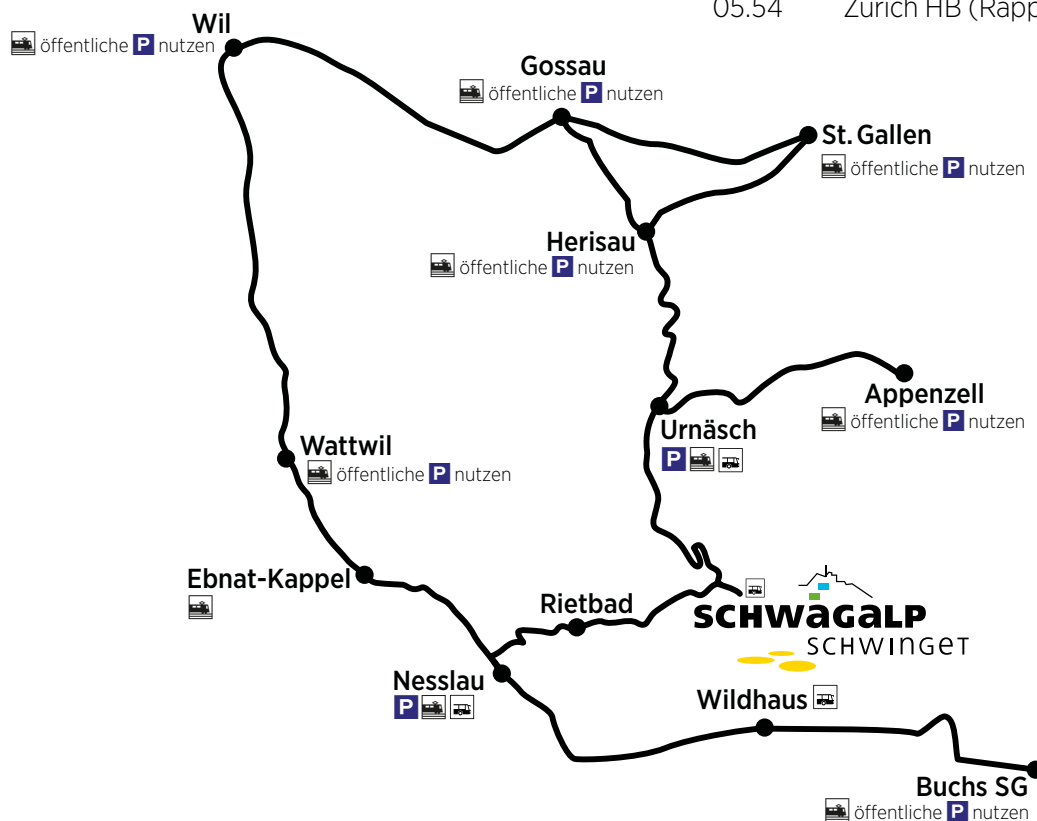 05.54 Zürich HB (Rapp
Wil
öffentliche P nutzen
Gossau
öffentliche P nutzen
St. Gallen
öffentliche P nutzen
Herisau
öffentliche P nutzen
Appenzell
öffentliche P nutzen
Urnäsch
P
Wattwil
öffentliche P nutzen
Ebnat-Kappel
Rietbad
SCHWäGALP
SCHWINGET
Nesslau
P
Wildhaus
Buchs SG
öffentliche P nutzen